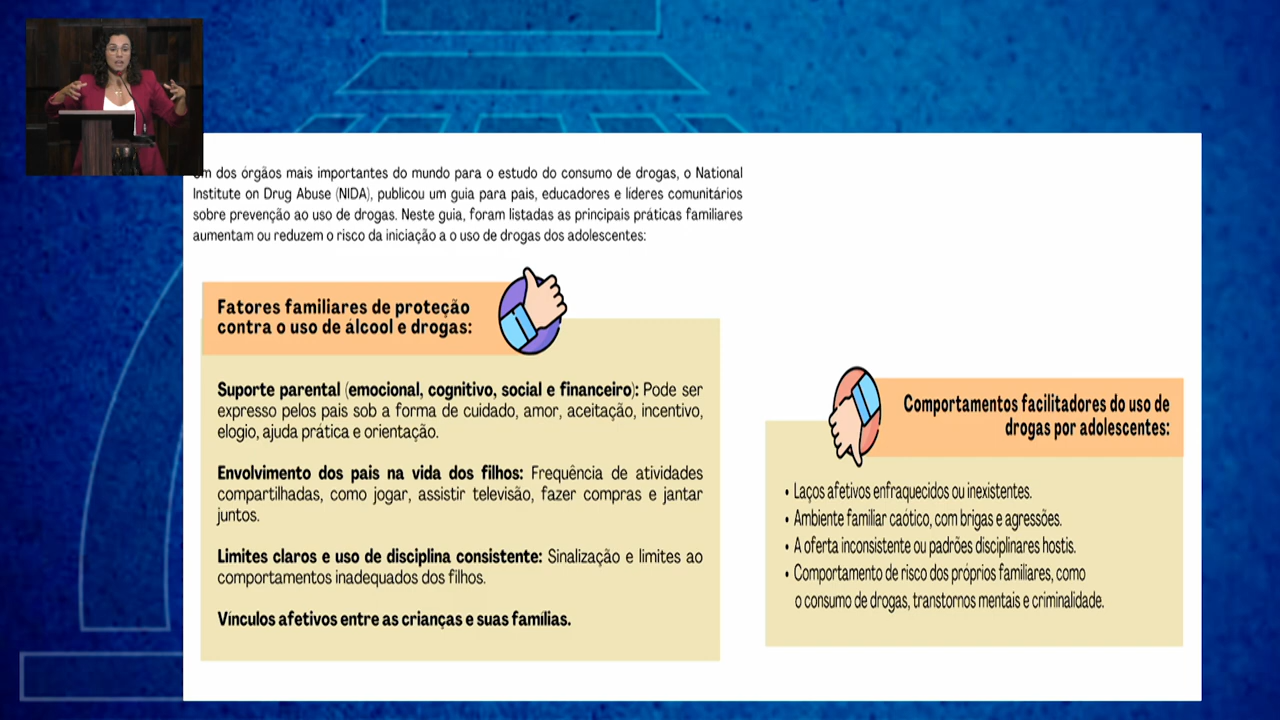 Um dos órgãos mais importantes do mundo para o estudo do consumo de drogas, o National
Institute on Drug Abuse (NIDA), publicou um guia para pais, educadores e líderes comunitários
sobre prevenção ao uso de drogas. Neste guia, foram listadas as principais práticas familiares
aumentam ou reduzem o risco da iniciação a o uso de drogas dos adolescentes:
Fatores familiares de proteção
contra o uso de álcool e drogas:
Suporte parental (emocional, cognitivo, social e financeiro): Pode ser
expresso pelos pais sob a forma de cuidado, amor, aceitação, incentivo,
elogio, ajuda prática e orientação.
Envolvimento dos pais na vida dos filhos: Frequência de atividades
compartilhadas, como jogar, assistir televisão, fazer compras e jantar
juntos.
Limites claros e uso de disciplina consistente: Sinalização e limites ao
comportamentos inadequados dos filhos.
Vínculos afetivos entre as crianças e suas famílias.
Comportamentos facilitadores do uso de
drogas por adolescentes:
• Laços afetivos enfraquecidos ou inexistentes.
• Ambiente familiar caótico, com brigas e agressões.
• A oferta inconsistente ou padrões disciplinares hostis.
• Comportamento de risco dos próprios familiares, como
o consumo de drogas, transtornos mentais e criminalidade.